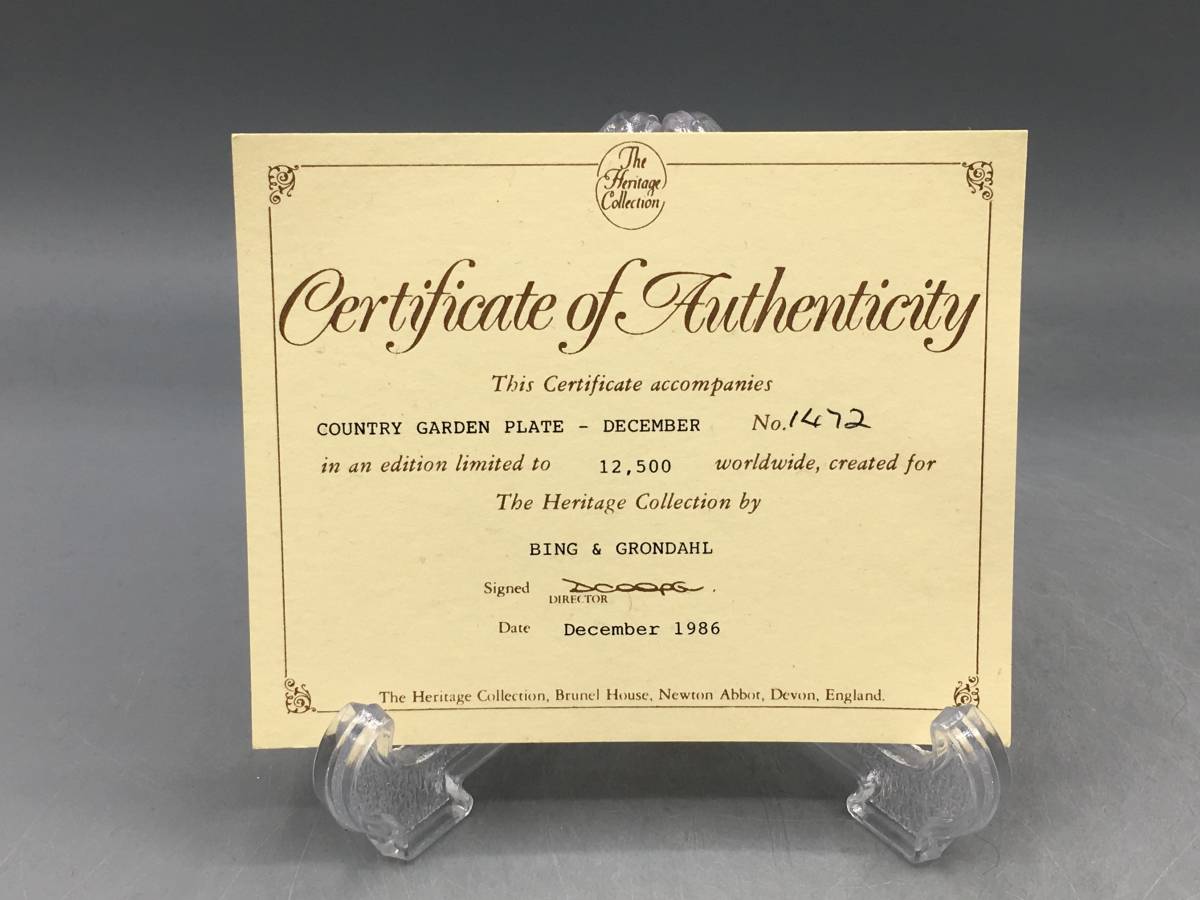 The
Heritage
Collection
Certificate of Authenticity
This Certificate accompanies
COUNTRY GARDEN PLATE - DECEMBER No. 1472
in an edition limited to 12,500 worldwide, created for
The Heritage Collection by
BING & GRONDAHL
Signed
DIRECTOR
Date December 1986
The Heritage Collection, Brunel House, Newton Abbot, Devon, England.